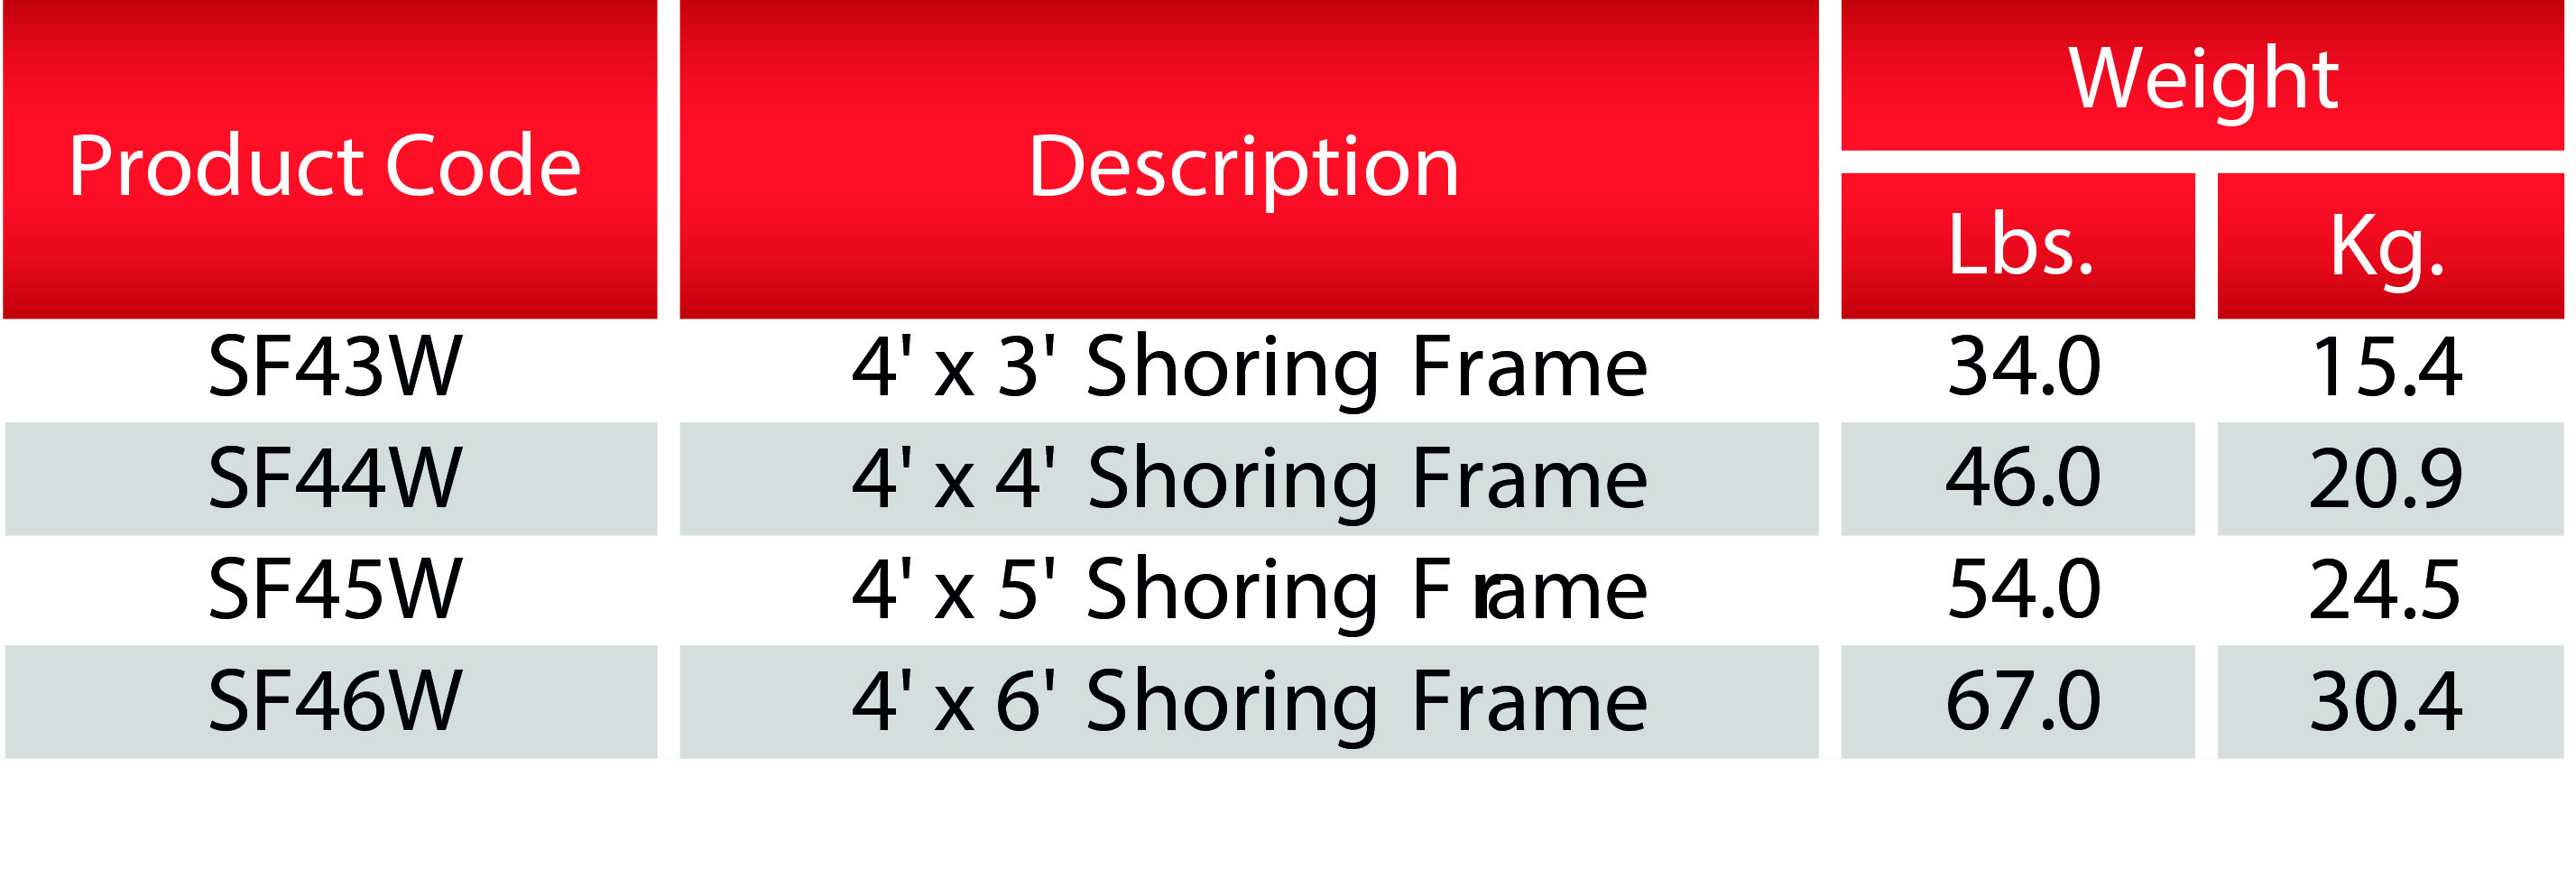 Product Code Description Weight
Lbs. Kg.
SF43W 4' x 3' Shoring Frame 34.0 15.4
SF44W 4' x 4' Shoring Frame 46.0 20.9
SF45W 4' x 5' Shoring Frame 54.0 24.5
SF46W 4' x 6' Shoring Frame 67.0 30.4